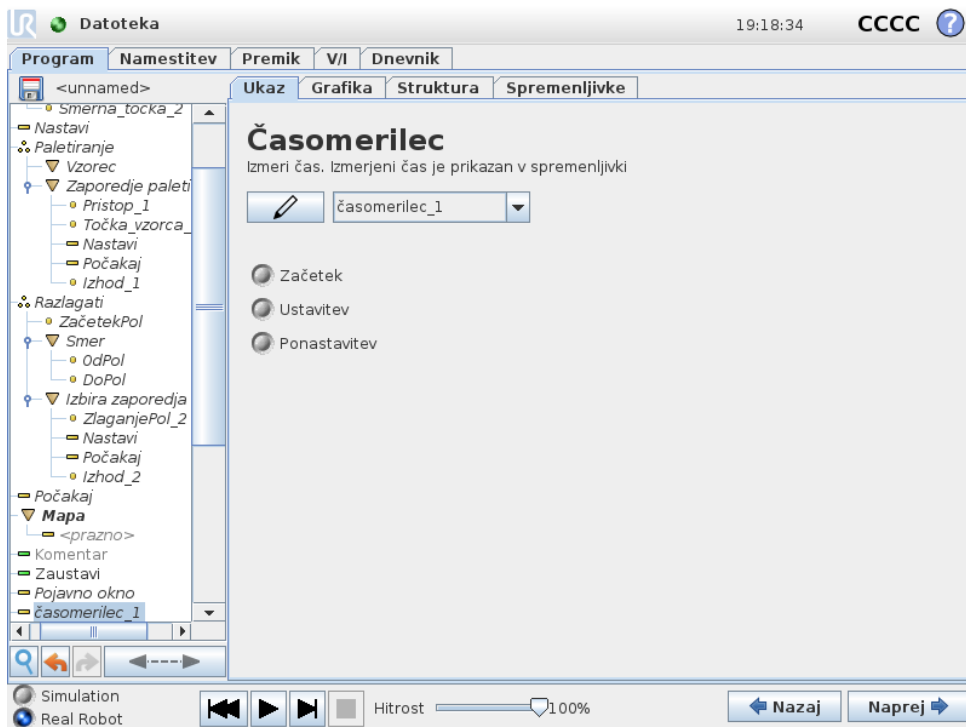 UR Datoteka 19:18:34 CCCC ?
Program Namestitev Premik V/I Dnevnik
<unnamed>
Ukaz Grafika Struktura Spremenljivke
Smerna_točka_2
Nastavi
Paletiranje
Vzorec
Zaporedje paleti
Pristop_1
Točka_vzorca_
Nastavi
Počakaj
Izhod_1
Razlagati
ZačetekPol
Smer
OdPol
DoPol
Izbira zaporedja
ZlaganjePol_2
Nastavi
Počakaj
Izhod_2
Počakaj
Mapa
<prazno>
Komentar
Zaustavi
Pojavno okno
časomerilec_1
Časomerilec
Izmeri čas. Izmerjeni čas je prikazan v spremenljivki
časomerilec_1
Začetek
Ustavitev
Ponastavitev
Simulation
Real Robot
Hitrost 100%
Nazaj Naprej